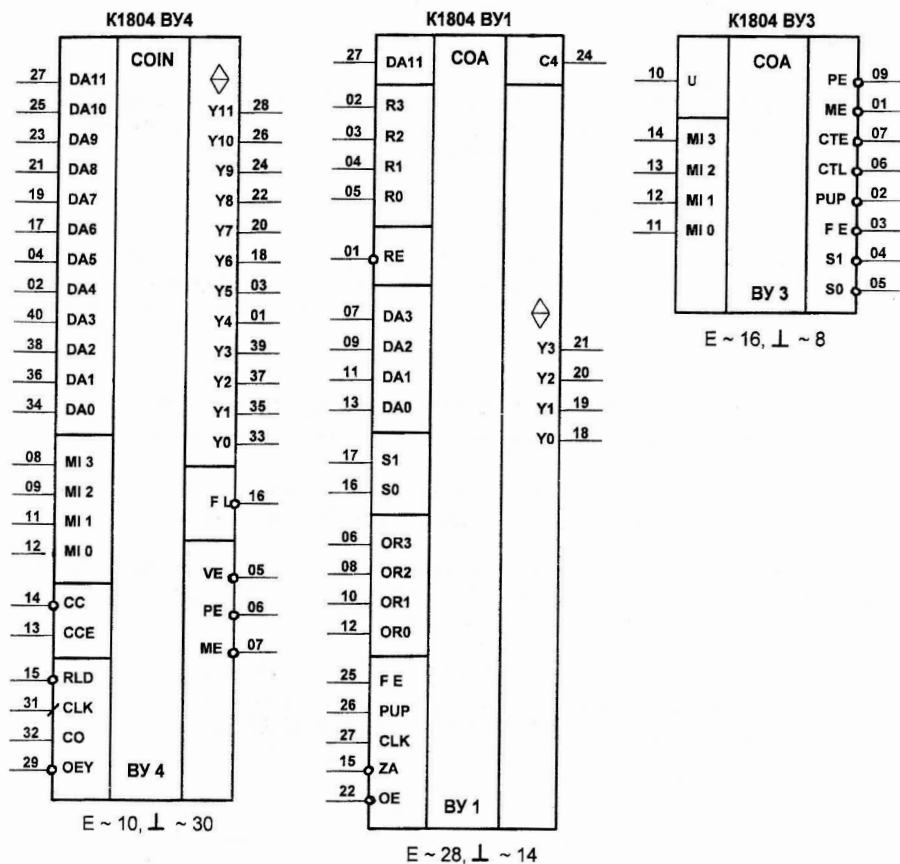 К1804 ВУ4
COIN
27 DA11
25 DA10 Y11 28
23 DA9 Y10 26
21 DA8 Y9 24
19 DA7 Y8 22
17 DA6 Y7 20
04 DA5 Y6 18
02 DA4 Y5 03
40 DA3 Y4 01
38 DA2 Y3 39
36 DA1 Y2 37
34 DA0 Y1 35
Y0 33
08 MI 3
09 MI 2 F L 16
11 MI 1
12 MI 0
VE 05
14 CC PE 06
13 CCE ME 07
15 RLD
31 CLK
32 CO
29 OEY
ВУ 4
E ~ 10, ⊥ ~ 30
К1804 ВУ1
27 DA11 COA C4 24
02 R3
03 R2
04 R1
05 R0
01 RE
07 DA3
09 DA2 Y3 21
11 DA1 Y2 20
13 DA0 Y1 19
Y0 18
17 S1
16 S0
06 OR3
08 OR2
10 OR1
12 OR0
25 F E
26 PUP
27 CLK
15 ZA
22 OE
ВУ 1
E ~ 28, ⊥ ~ 14
К1804 ВУ3
COA
10 U PE 09
ME 01
14 MI 3 CTE 07
13 MI 2 CTL 06
12 MI 1 PUP 02
11 MI 0 F E 03
S1 04
S0 05
ВУ 3
E ~ 16, ⊥ ~ 8